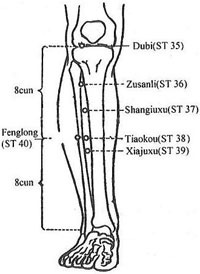 Dubi(ST 35)
8cun
Zusanli(ST 36)
Shangiuxu(ST 37)
Fenglong
(ST 40)
Tiaokou(ST 38)
Xiajuxu(ST 39)
8cun